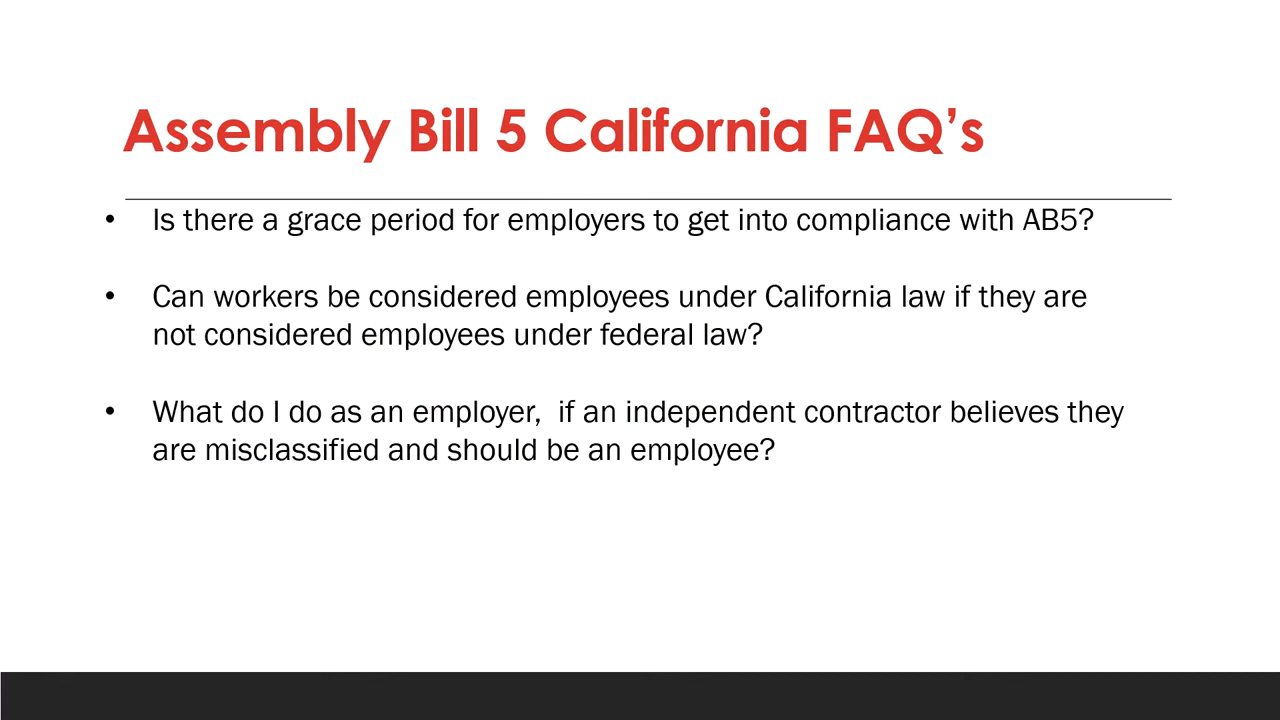 Assembly Bill 5 California FAQ’s
• Is there a grace period for employers to get into compliance with AB5?
• Can workers be considered employees under California law if they are
not considered employees under federal law?
• What do I do as an employer,  if an independent contractor believes they
are misclassified and should be an employee?